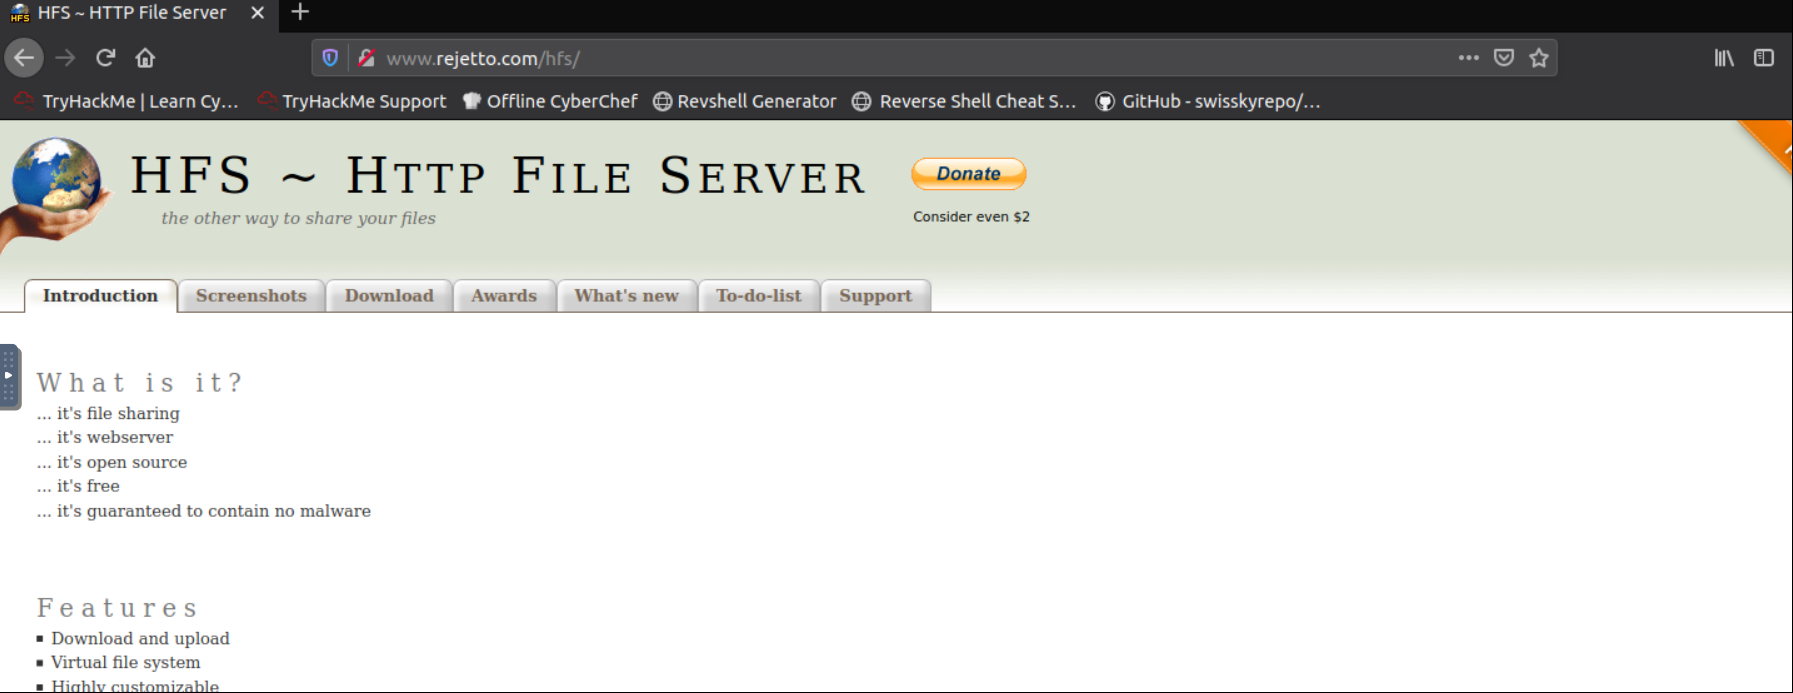 HFS ~ HTTP File Server
www.rejetto.com/hfs/
TryHackMe | Learn Cy... TryHackMe Support Offline CyberChef Revshell Generator Reverse Shell Cheat S... GitHub - swisskyrepo/...
HFS ~ HTTP FILE SERVER
the other way to share your files
Donate
Consider even $2
Introduction Screenshots Download Awards What's new To-do-list Support
What is it?
... it's file sharing
... it's webserver
... it's open source
... it's free
... it's guaranteed to contain no malware
Features
Download and upload
Virtual file system
Highly customizable